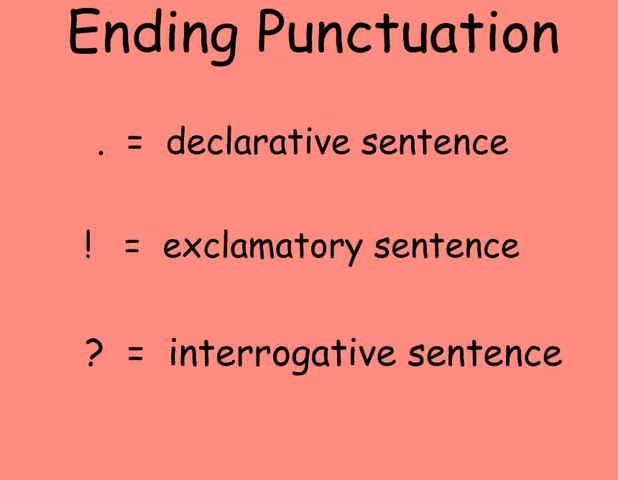 Ending Punctuation
. = declarative sentence
! = exclamatory sentence
? = interrogative sentence